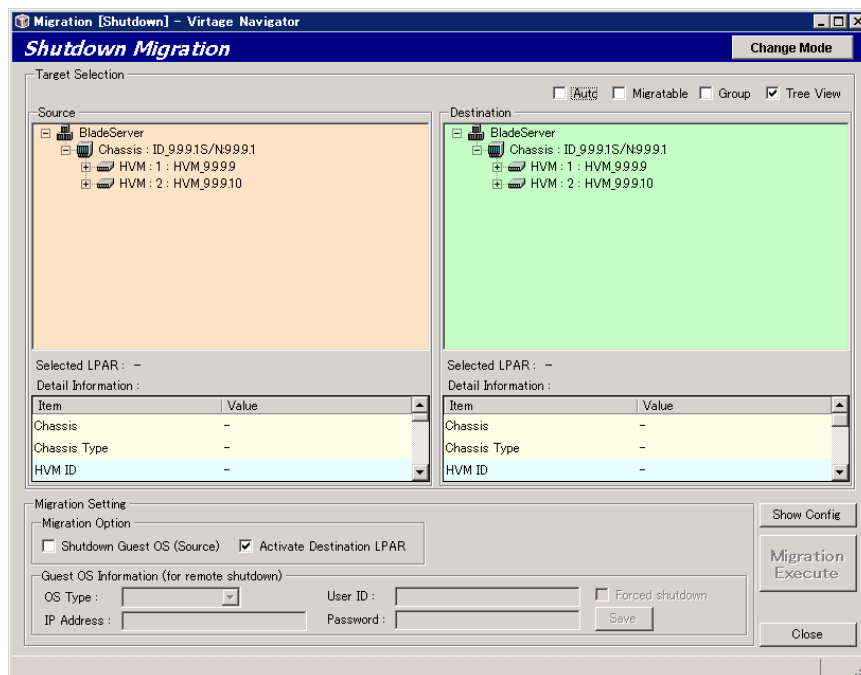 Migration [Shutdown] - Virtage Navigator
Shutdown Migration
Change Mode
Target Selection
Auto Migratable Group Tree View
Source
BladeServer
Chassis : ID_9.9.9.1S/N-9.9.9.1
HVM : 1 : HVM_9.9.9.9
HVM : 2 : HVM_9.9.9.10
Selected LPAR : -
Detail Information :
Item Value
Chassis -
Chassis Type -
HVM ID -
Destination
BladeServer
Chassis : ID_9.9.9.1S/N-9.9.9.1
HVM : 1 : HVM_9.9.9.9
HVM : 2 : HVM_9.9.9.10
Selected LPAR : -
Detail Information :
Item Value
Chassis -
Chassis Type -
HVM ID -
Migration Setting
Migration Option
Shutdown Guest OS (Source) Activate Destination LPAR
Guest OS Information (for remote shutdown)
OS Type : User ID : Forced shutdown
IP Address : Password : Save
Show Config
Migration
Execute
Close